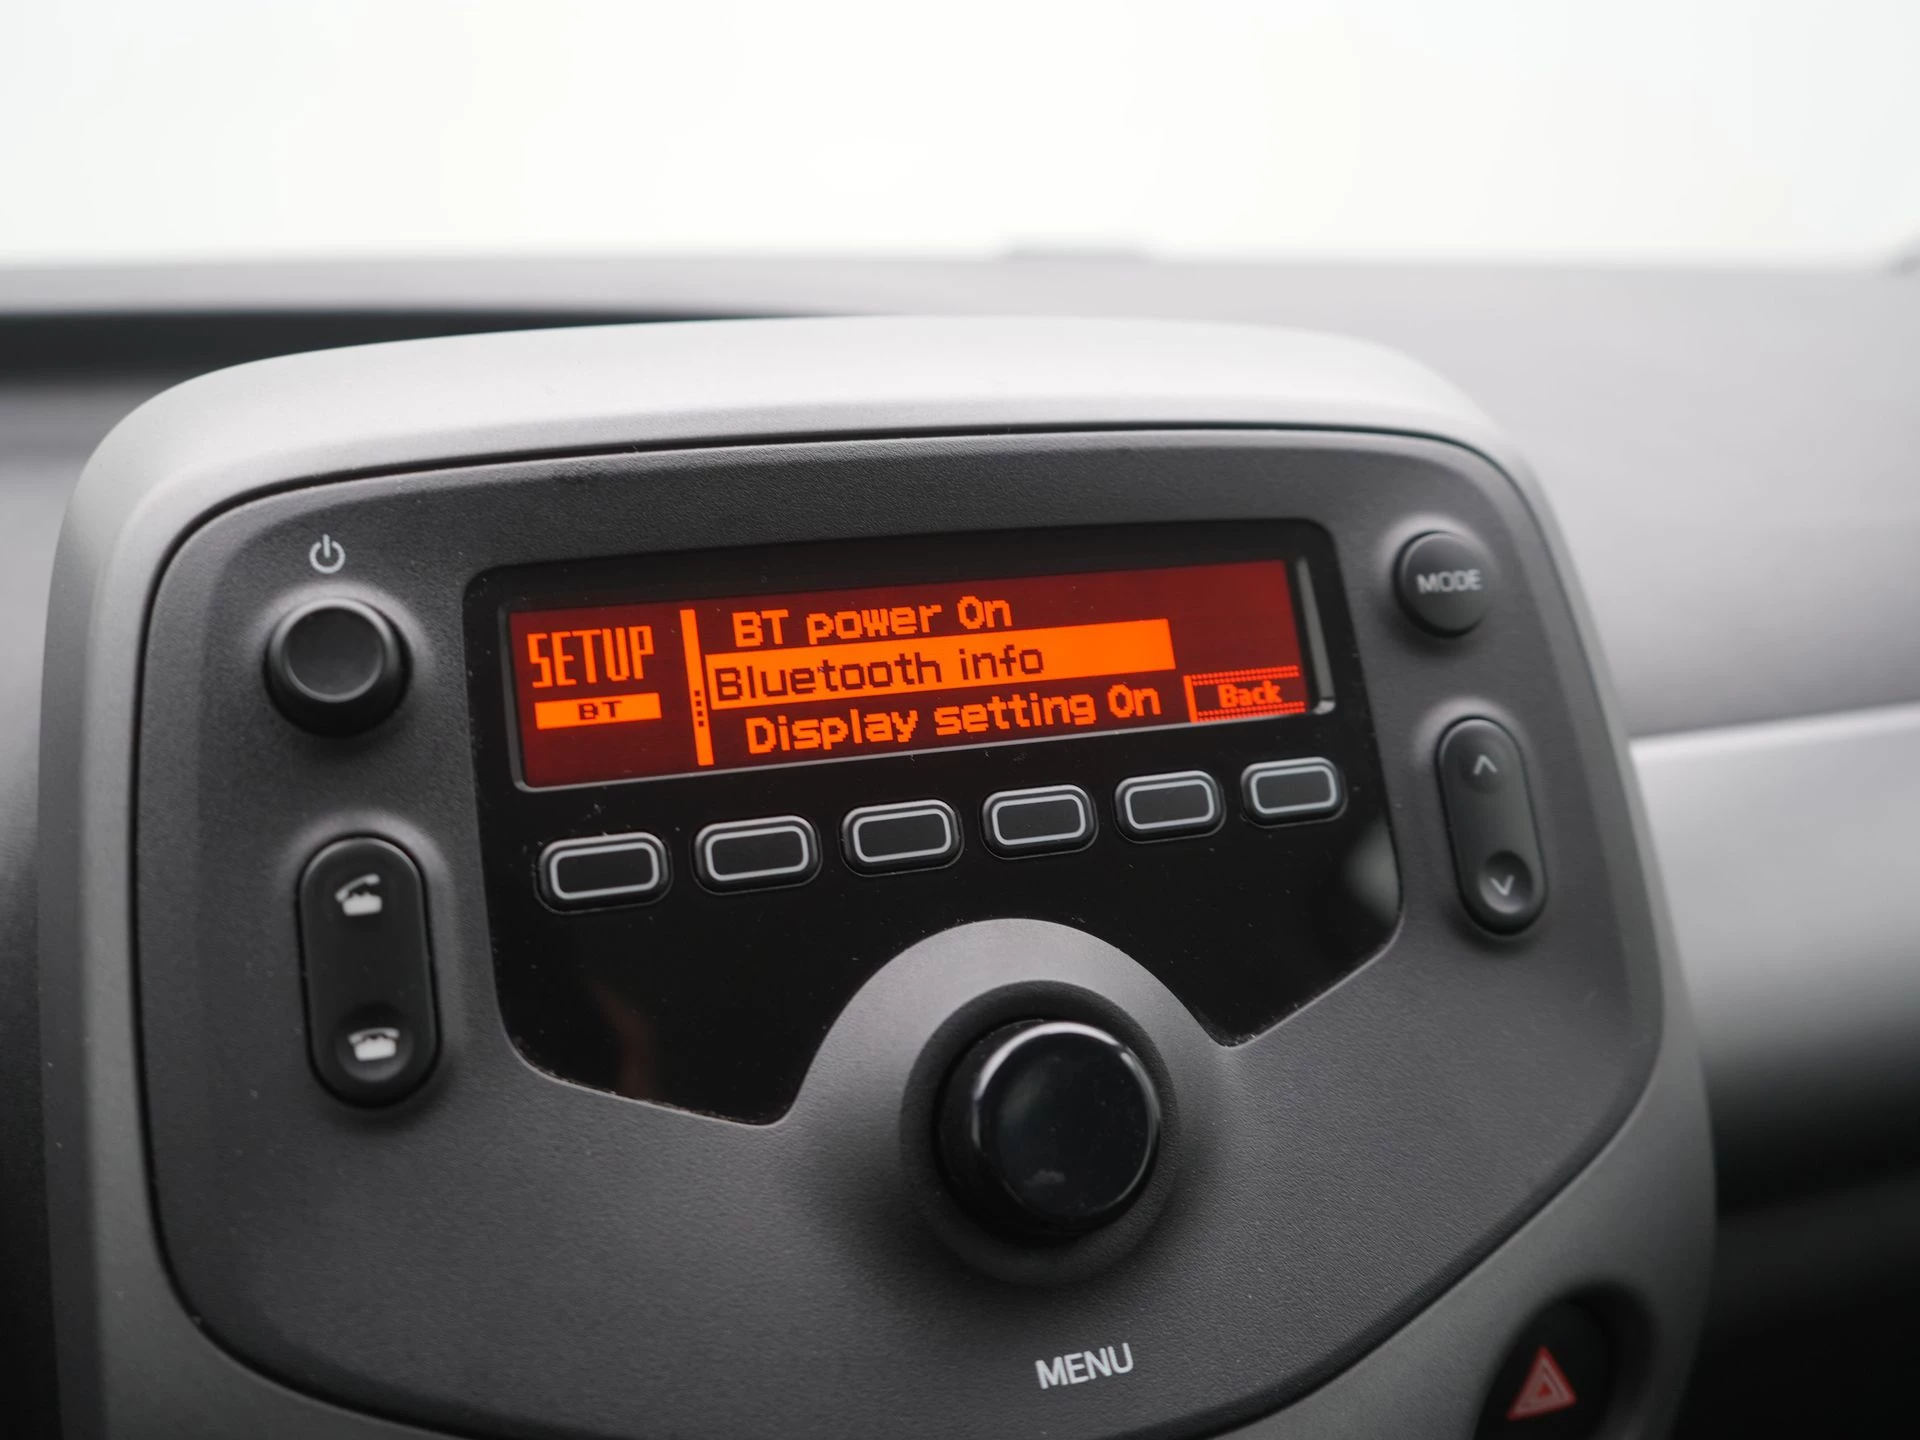 SETUP
BT
BT power On
Bluetooth info
Display setting On
Back
MODE
MENU